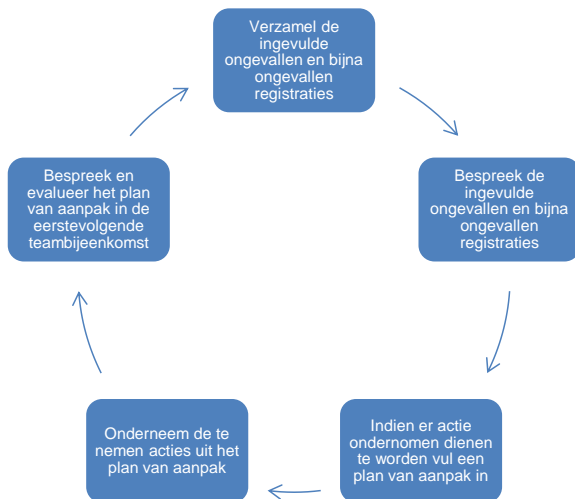 Verzamel de
ingevulde
ongevallen en bijna
ongevallen
registraties
Bespreek de
ingevulde
ongevallen en bijna
ongevallen
registraties
Indien er actie
ondernomen dienen
te worden vul een
plan van aanpak in
Onderneem de te
nemen acties uit het
plan van aanpak
Bespreek en
evalueer het plan
van aanpak in de
eerstevolgende
teambijeenkomst